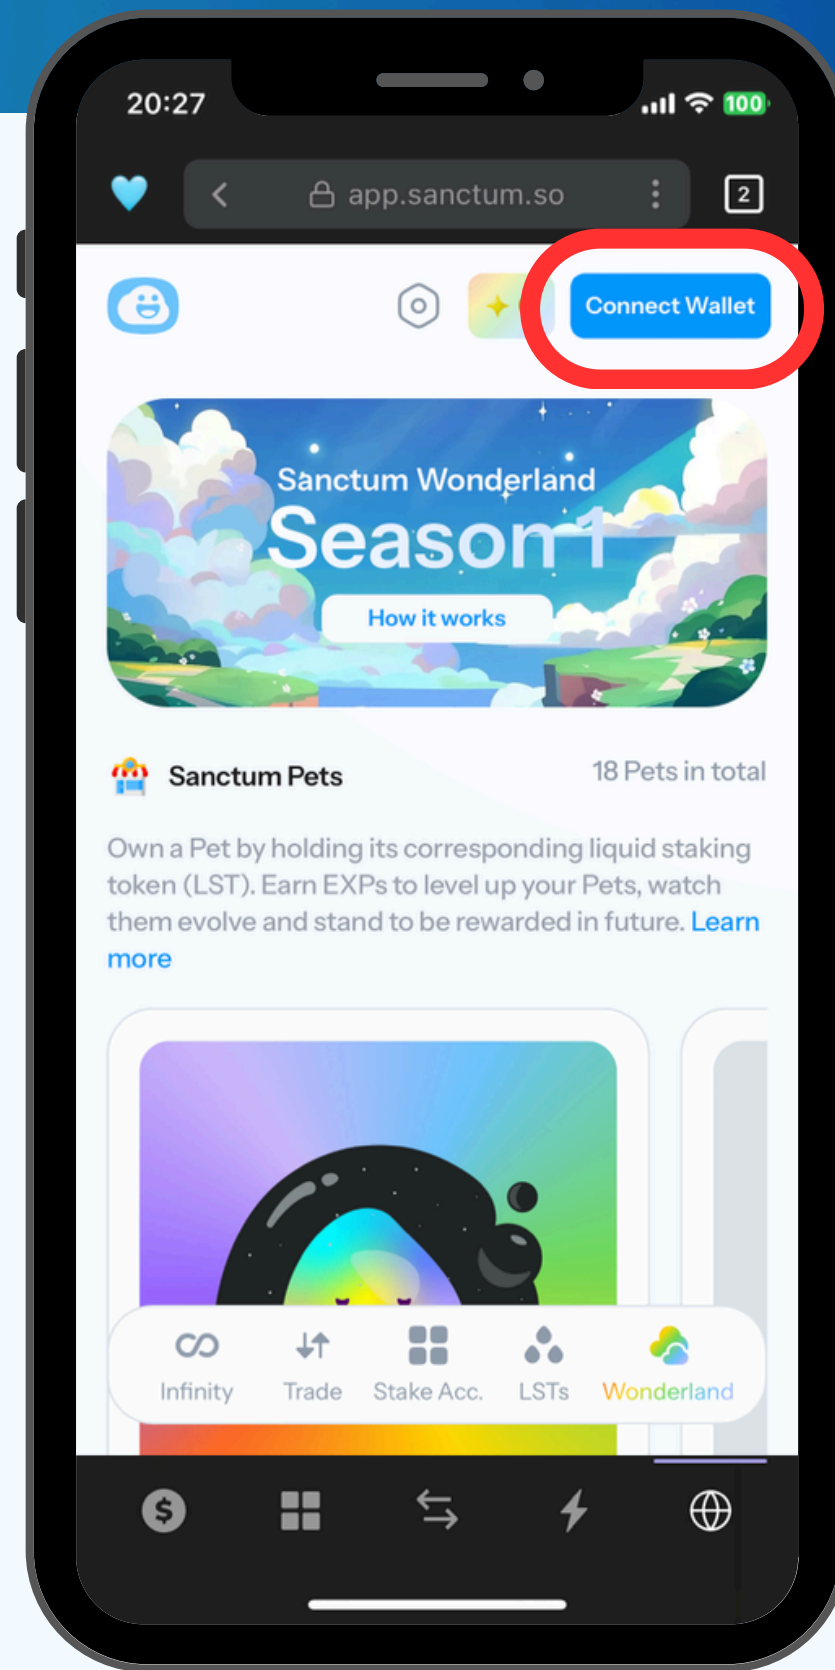 20:27
100
app.sanctum.so
2
Connect Wallet
Sanctum Wonderland
Season 1
How it works
Sanctum Pets
18 Pets in total
Own a Pet by holding its corresponding liquid staking
token (LST). Earn EXPs to level up your Pets, watch
them evolve and stand to be rewarded in future. Learn
more
Infinity
Trade
Stake Acc.
LSTs
Wonderland